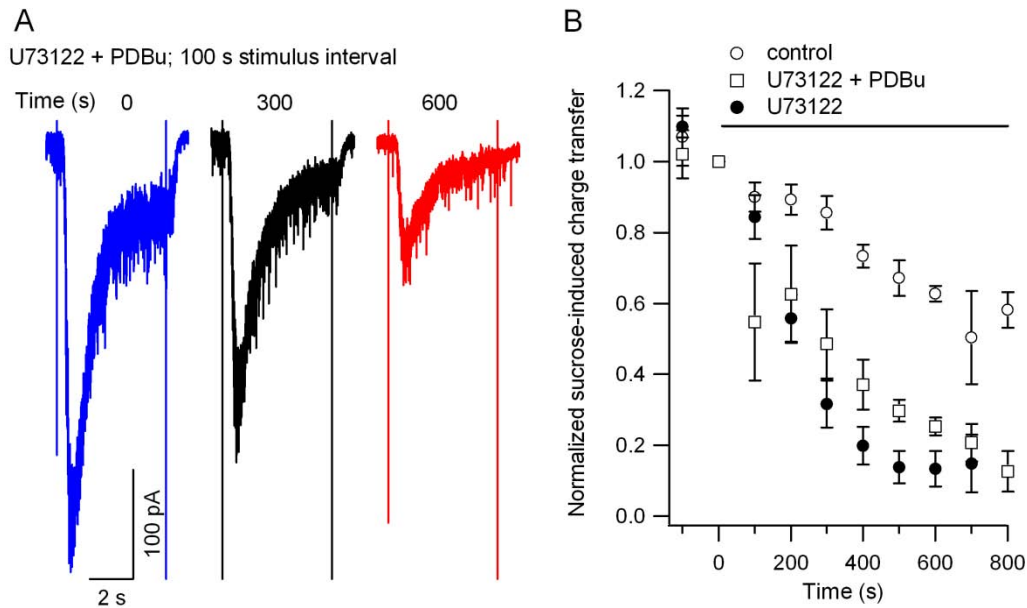 A
U73122 + PDBu; 100 s stimulus interval
Time (s) 0 300 600
100 pA
2 s
B
control
U73122 + PDBu
U73122
Normalized sucrose-induced charge transfer
1.2
1.0
0.8
0.6
0.4
0.2
0.0
0 200 400 600 800
Time (s)